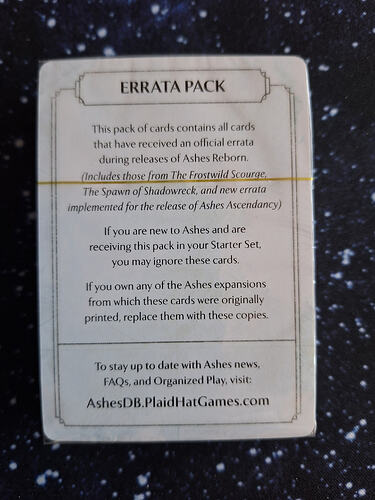 ERRATA PACK
This pack of cards contains all cards
that have received an official errata
during releases of Ashes Reborn.
(Includes those from The Frostwild Scourge,
The Spawn of Shadowreck, and new errata
implemented for the release of Ashes Ascendancy)
If you are new to Ashes and are
receiving this pack in your Starter Set,
you may ignore these cards.
If you own any of the Ashes expansions
from which these cards were originally
printed, replace them with these copies.
To stay up to date with Ashes news,
FAQs, and Organized Play, visit:
AshesDB.PlaidHatGames.com